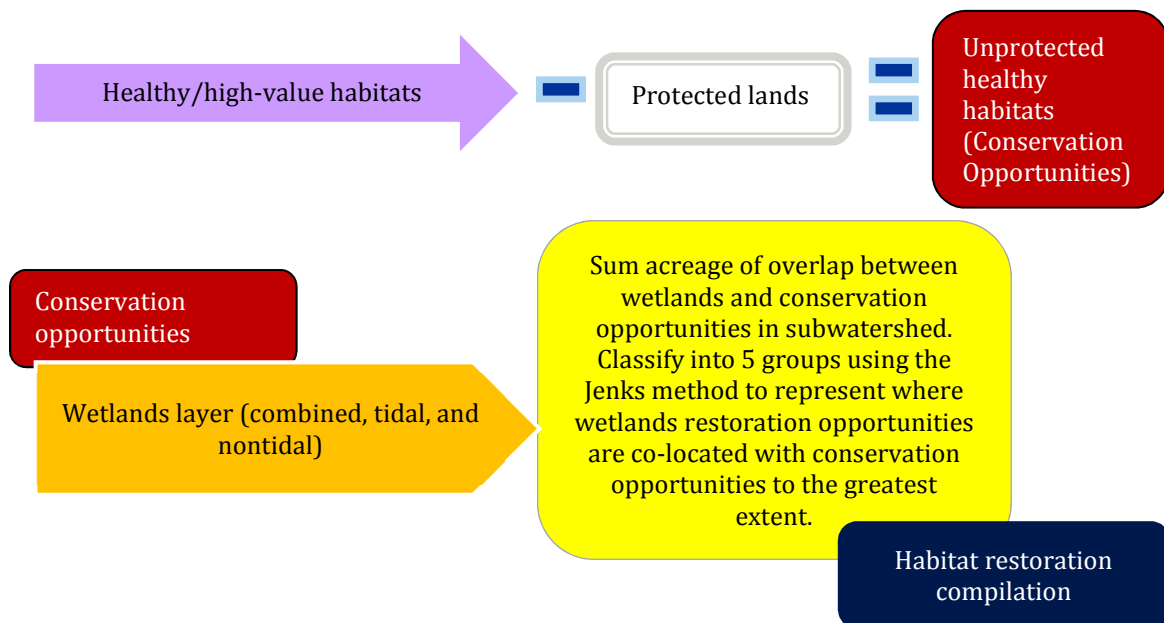 Healthy/high-value habitats
Protected lands
Unprotected
healthy
habitats
(Conservation
Opportunities)
Conservation
opportunities
Wetlands layer (combined, tidal, and
nontidal)
Sum acreage of overlap between
wetlands and conservation
opportunities in subwatershed.
Classify into 5 groups using the
Jenks method to represent where
wetlands restoration opportunities
are co-located with conservation
opportunities to the greatest
extent.
Habitat restoration
compilation